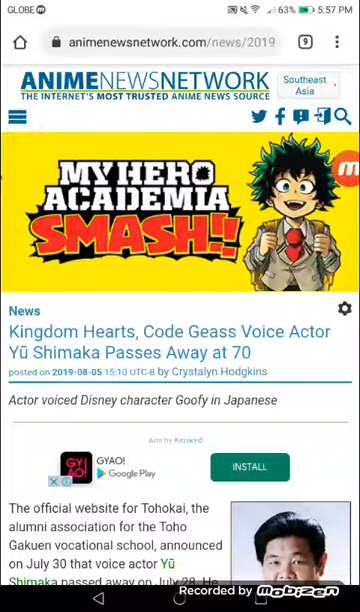 GLOBE
63% 5:57 PM
animenewsnetwork.com/news/2019
9
ANIMENEWSNETWORK
THE INTERNET'S MOST TRUSTED ANIME NEWS SOURCE
Southeast
Asia
MY HERO
ACADEMIA
SMASH!!
News
Kingdom Hearts, Code Geass Voice Actor
Yū Shimaka Passes Away at 70
posted on 2019-08-05 15:10 UTC-8 by Crystalyn Hodgkins
Actor voiced Disney character Goofy in Japanese
Ads by Kiosked
GYAO!
GYAO!
Google Play
INSTALL
The official website for Tohokai, the
alumni association for the Toho
Gakuen vocational school, announced
on July 30 that voice actor Yū
Shimaka passed away on July 28. He
Recorded by mobizen